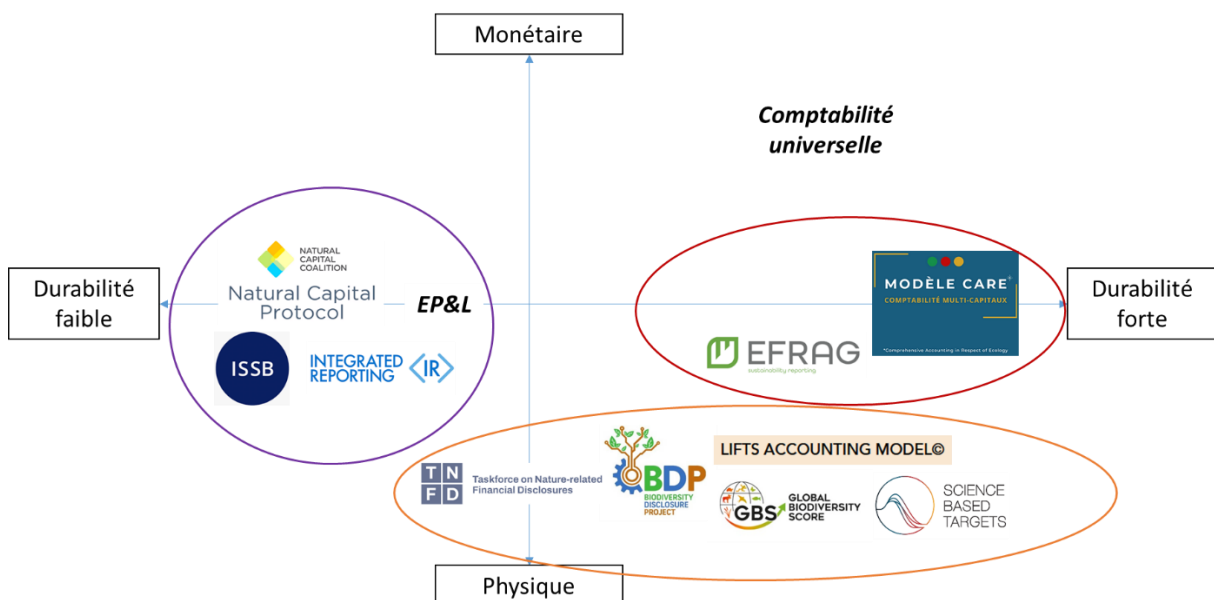 Monétaire
Comptabilité
universelle
NATURAL
CAPITAL
COALITION
Natural Capital
Protocol
EP&L
Durabilité
faible
ISSB
INTEGRATED
REPORTING
<IR>
MODÈLE CARE*
COMPTABILITÉ MULTI-CAPITAUX
*Comprehensive Accounting in Respect of Ecology
Durabilité
forte
EFRAG
sustainability reporting
TN
FD
Taskforce on Nature-related
Financial Disclosures
BDP
BIODIVERSITY
DISCLOSURE
PROJECT
LIFTS ACCOUNTING MODEL©
GBS
GLOBAL
BIODIVERSITY
SCORE
SCIENCE
BASED
TARGETS
Physique